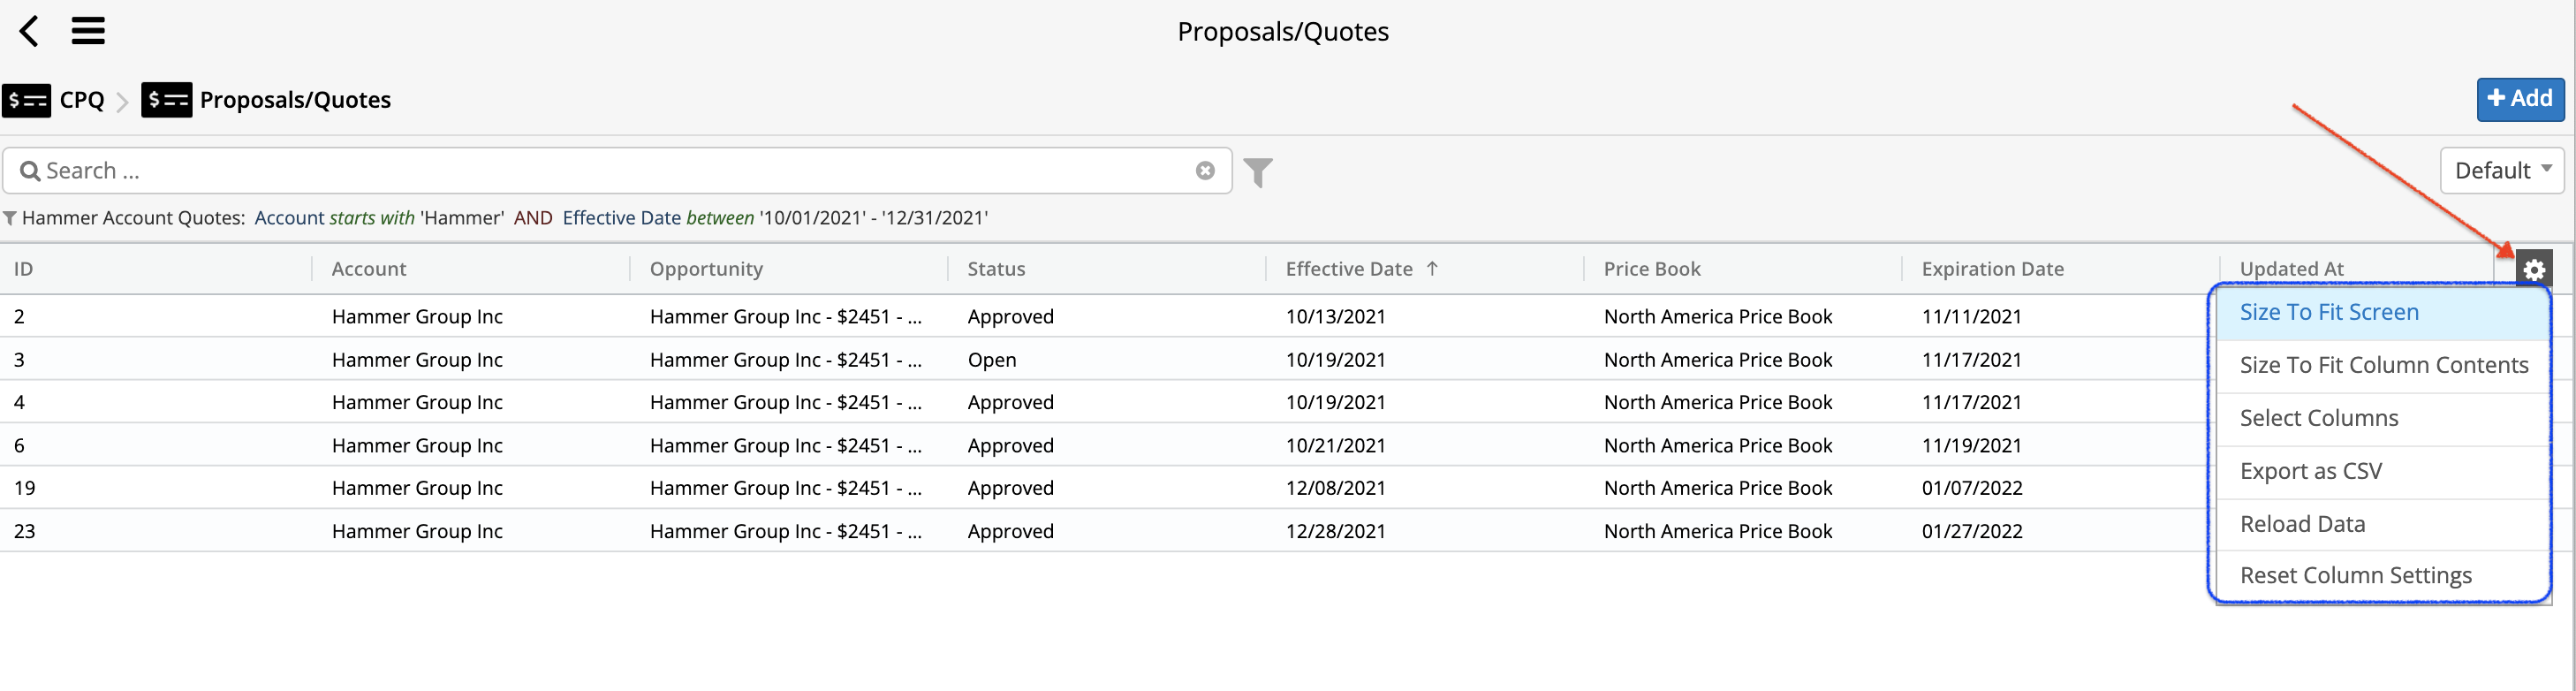 Proposals/Quotes
CPQ Proposals/Quotes
+ Add
Search ...
Default
Hammer Account Quotes: Account starts with 'Hammer' AND Effective Date between '10/01/2021' - '12/31/2021'
ID Account Opportunity Status Effective Date ↑ Price Book Expiration Date Updated At
2 Hammer Group Inc Hammer Group Inc - $2451 - ... Approved 10/13/2021 North America Price Book 11/11/2021
3 Hammer Group Inc Hammer Group Inc - $2451 - ... Open 10/19/2021 North America Price Book 11/17/2021
4 Hammer Group Inc Hammer Group Inc - $2451 - ... Approved 10/19/2021 North America Price Book 11/17/2021
6 Hammer Group Inc Hammer Group Inc - $2451 - ... Approved 10/21/2021 North America Price Book 11/19/2021
19 Hammer Group Inc Hammer Group Inc - $2451 - ... Approved 12/08/2021 North America Price Book 01/07/2022
23 Hammer Group Inc Hammer Group Inc - $2451 - ... Approved 12/28/2021 North America Price Book 01/27/2022
Size To Fit Screen
Size To Fit Column Contents
Select Columns
Export as CSV
Reload Data
Reset Column Settings